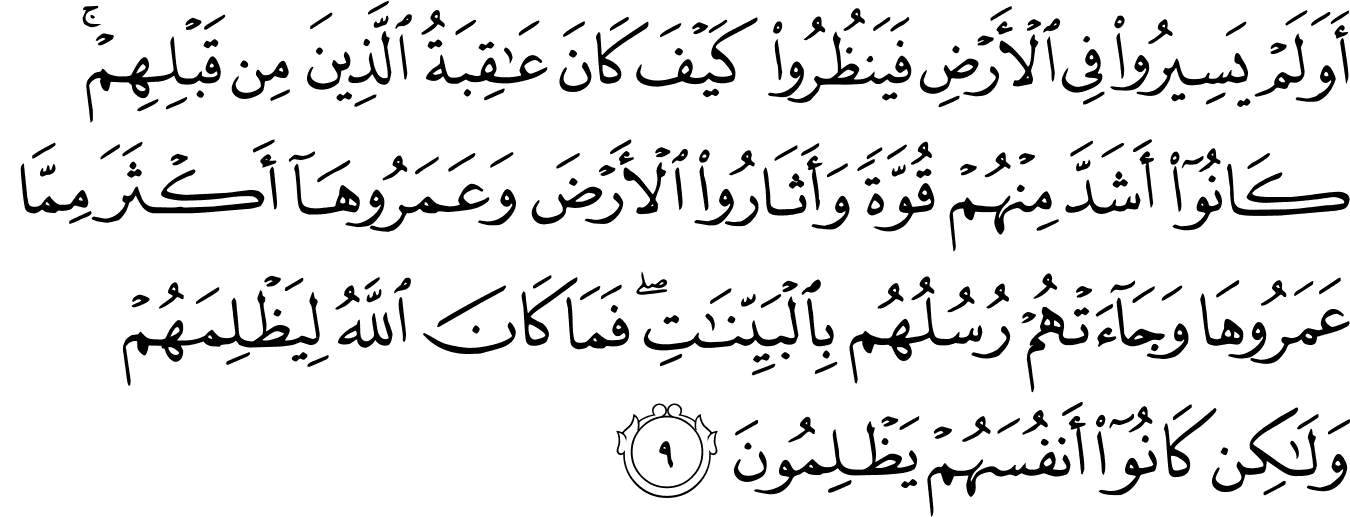 أَوَلَمْ يَسِيرُوا۟ فِى ٱلْأَرْضِ فَيَنظُرُوا۟ كَيْفَ كَانَ عَـٰقِبَةُ ٱلَّذِينَ مِن قَبْلِهِمْ ۚ
كَانُوٓا۟ أَشَدَّ مِنْهُمْ قُوَّةً وَأَثَارُوا۟ ٱلْأَرْضَ وَعَمَرُوهَآ أَكْثَرَ مِمَّا
عَمَرُوهَا وَجَآءَتْهُمْ رُسُلُهُم بِٱلْبَيِّنَـٰتِ ۖ فَمَا كَانَ ٱللَّهُ لِيَظْلِمَهُمْ
وَلَـٰكِن كَانُوٓا۟ أَنفُسَهُمْ يَظْلِمُونَ ٩